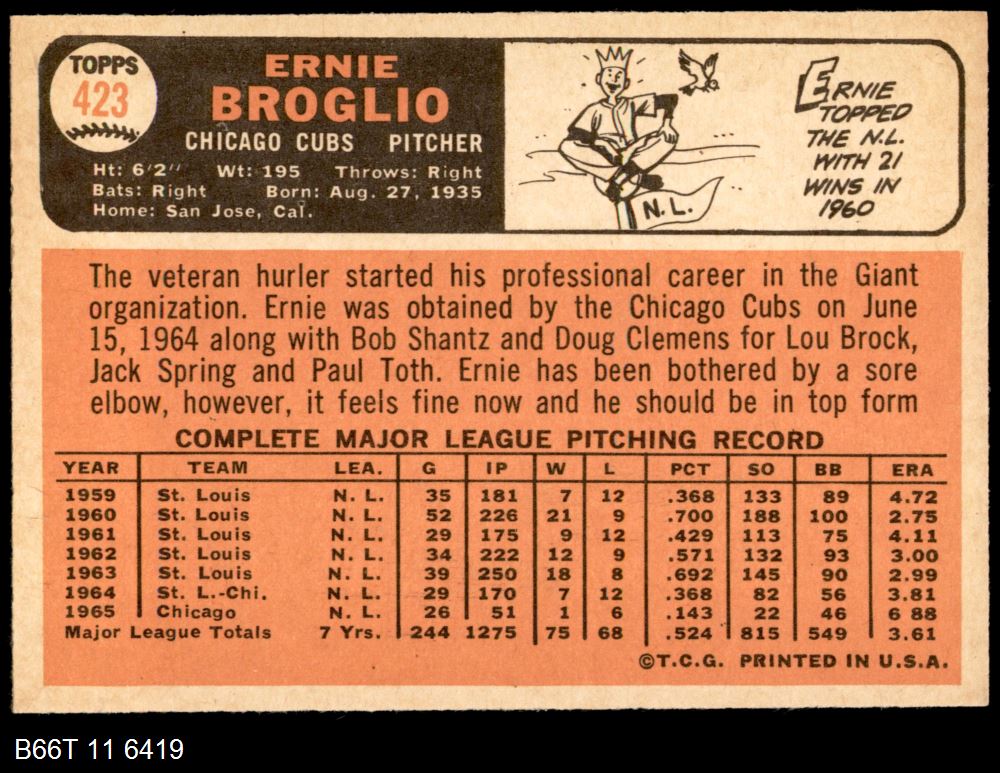 TOPPS
423
ERNIE
BROGLIO
CHICAGO CUBS PITCHER
Ht: 6'2" Wt: 195 Throws: Right
Bats: Right Born: Aug. 27, 1935
Home: San Jose, Cal.
N.L.
ERNIE
TOPPED
THE N.L.
WITH 21
WINS IN
1960
The veteran hurler started his professional career in the Giant
organization. Ernie was obtained by the Chicago Cubs on June
15, 1964 along with Bob Shantz and Doug Clemens for Lou Brock,
Jack Spring and Paul Toth. Ernie has been bothered by a sore
elbow, however, it feels fine now and he should be in top form
COMPLETE MAJOR LEAGUE PITCHING RECORD
YEAR TEAM LEA. G IP W L PCT SO BB ERA
1959 St. Louis N. L. 35 181 7 12 .368 133 89 4.72
1960 St. Louis N. L. 52 226 21 9 .700 188 100 2.75
1961 St. Louis N. L. 29 175 9 12 .429 113 75 4.11
1962 St. Louis N. L. 34 222 12 9 .571 132 93 3.00
1963 St. Louis N. L. 39 250 18 8 .692 145 90 2.99
1964 St. L.-Chi. N. L. 29 170 7 12 .368 82 56 3.81
1965 Chicago N. L. 26 51 1 6 .143 22 46 6 88
Major League Totals 7 Yrs. 244 1275 75 68 .524 815 549 3.61
©T.C.G. PRINTED IN U.S.A.
B66T 11 6419